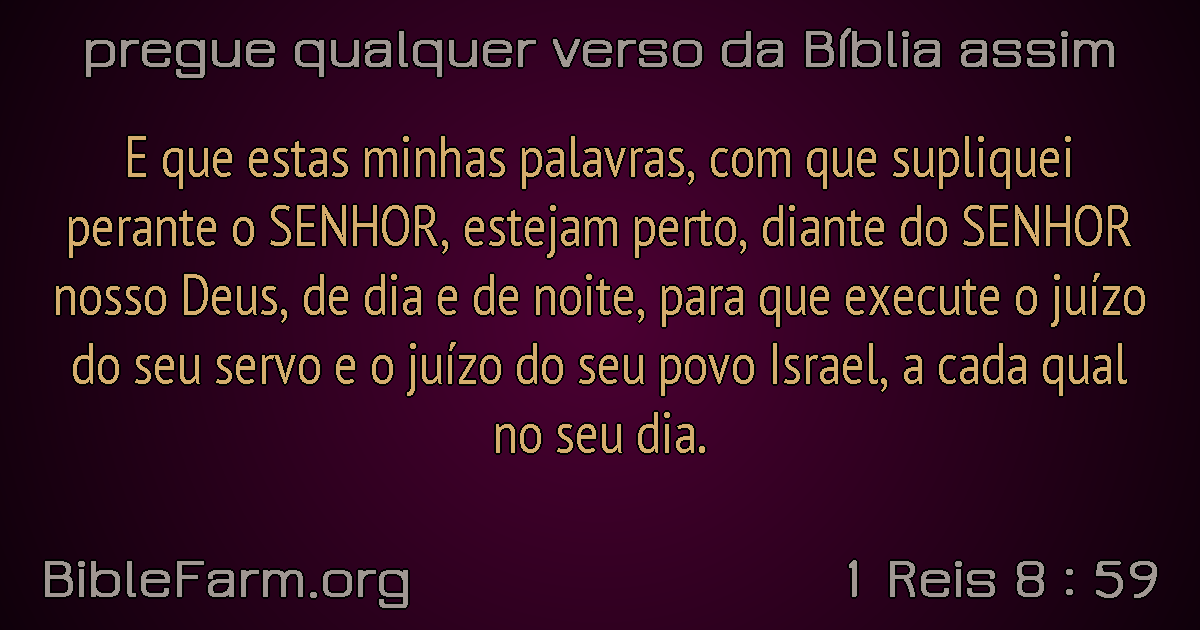 pregue qualquer verso da Bíblia assim
E que estas minhas palavras, com que supliquei
perante o SENHOR, estejam perto, diante do SENHOR
nosso Deus, de dia e de noite, para que execute o juízo
do seu servo e o juízo do seu povo Israel, a cada qual
no seu dia.
BibleFarm.org
1 Reis 8 : 59